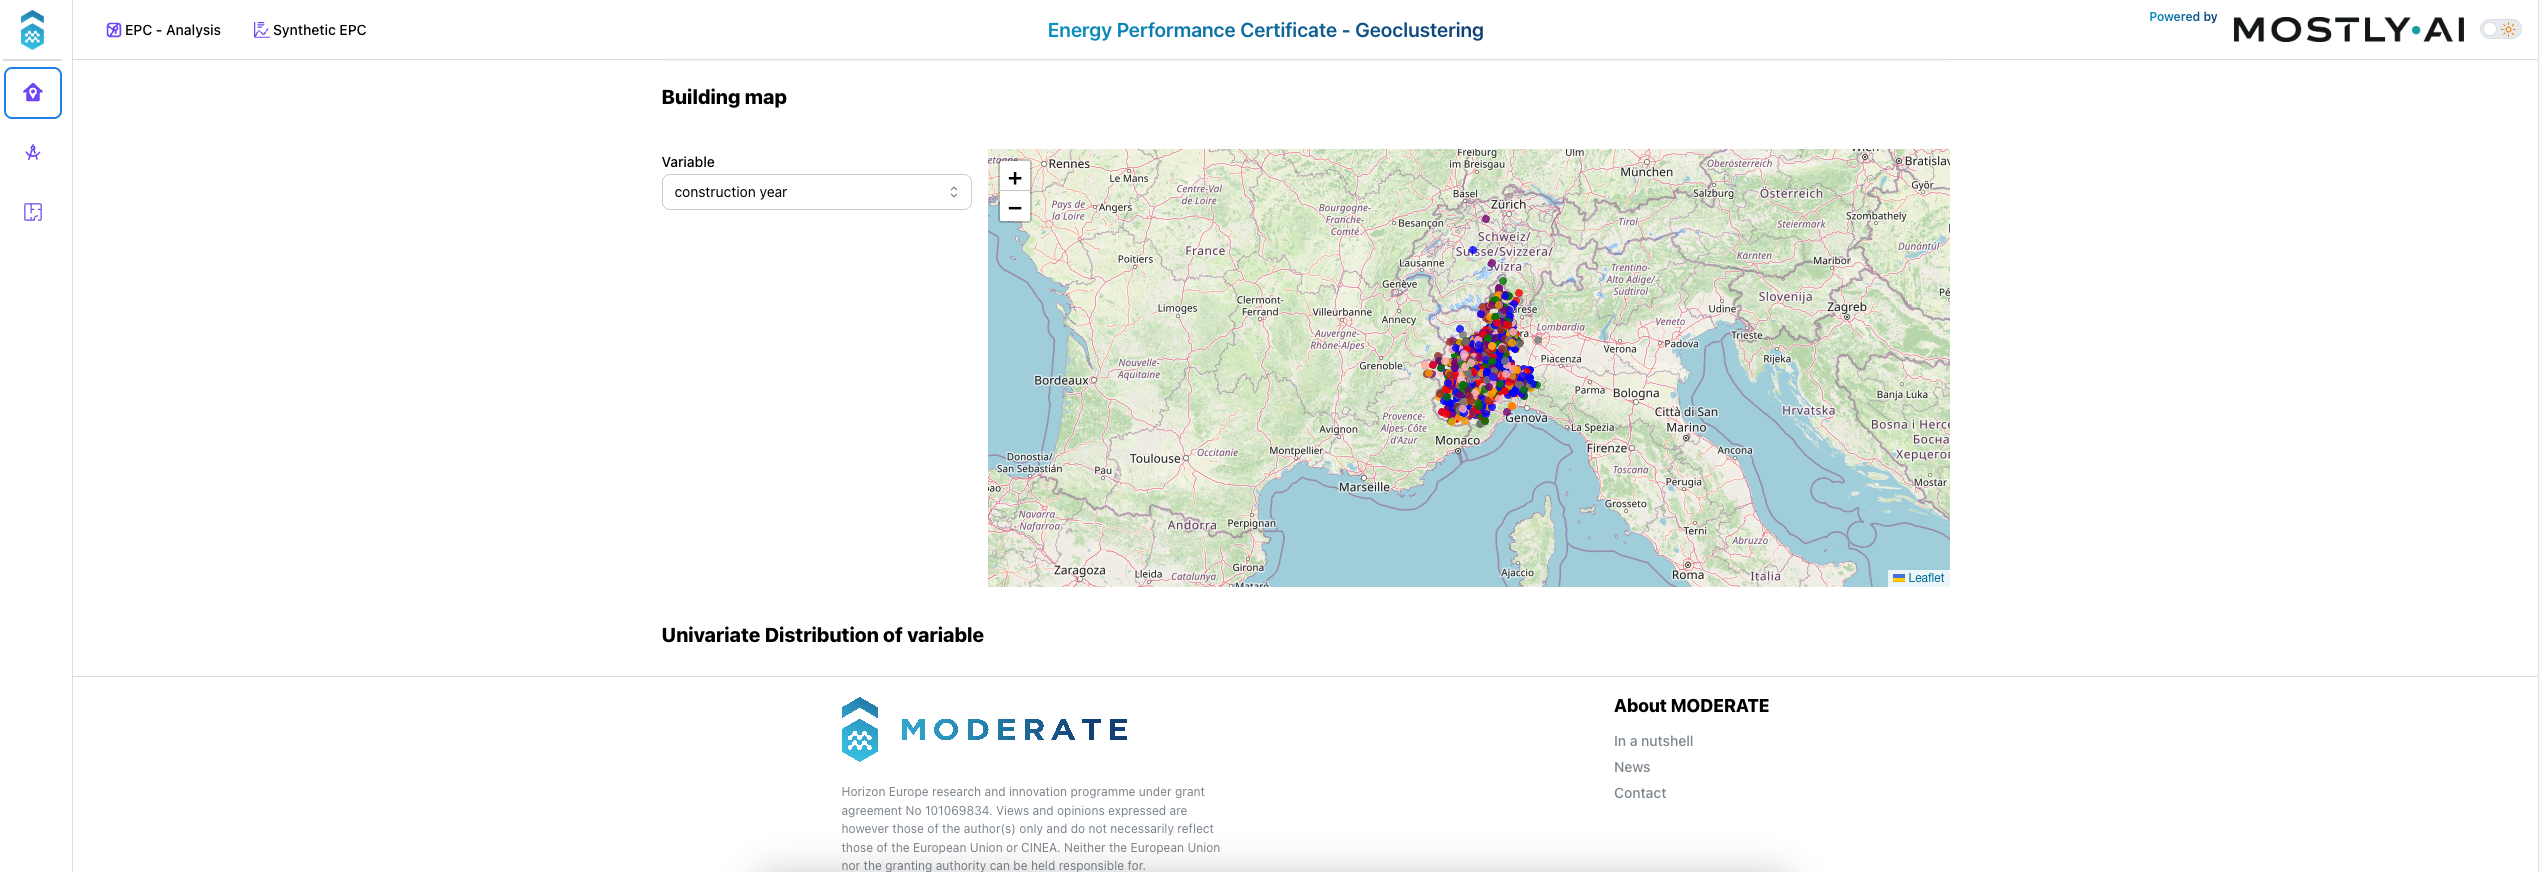 EPC - Analysis
Synthetic EPC
Energy Performance Certificate - Geoclustering
Powered by
MOSTLY•AI
Building map
Variable
construction year
+
−
Rennes
Le Mans
Angers
Pays de
la Loire
Centre-Val
de Loire
France
Poitiers
Bourgogne-
Franche-
Comté
Besançon
Freiburg
im Breisgau
Ulm
Basel
Zürich
München
Oberösterreich
Bratislav
Győr
Salzburg
Österreich
Szombathely
Tirol
Steiermark
Schweiz/
Suisse/Svizzera/
Svizra
Lausanne
Genève
Kärnten
Maribor
Dunántúl
Trentino-
Alto Adige/
Südtirol
Slovenija
Zagreb
Limoges
Clermont-
Ferrand
Villeurbanne
Annecy
Auvergne-
Rhône-Alpes
Lombardia
Veneto
Udine
Trieste
Rijeka
Padova
Verona
Piacenza
Grenoble
Nouvelle-
Aquitaine
Bordeaux
Parma
Bologna
Banja Luka
Genova
Città di San
Marino
Hrvatska
Provence-
Alpes-Côte
d'Azur
Avignon
Monaco
La Spezia
Firenze
Bosna i Herce
Босна
Херцегов
Donostia/
San Sebastián
Pau
Toulouse
Occitanie
Montpellier
Marseille
Toscana
Ancona
Perugia
Mostar
Grosseto
Navarra
Nafarroa
Andorra
Perpignan
Terni
Abruzzo
Zaragoza
Lleida
Catalunya
Girona
Mataró
Ajaccio
Roma
Italia
Leaflet
Univariate Distribution of variable
MODERATE
About MODERATE
In a nutshell
News
Contact
Horizon Europe research and innovation programme under grant
agreement No 101069834. Views and opinions expressed are
however those of the author(s) only and do not necessarily reflect
those of the European Union or CINEA. Neither the European Union
nor the granting authority can be held responsible for.